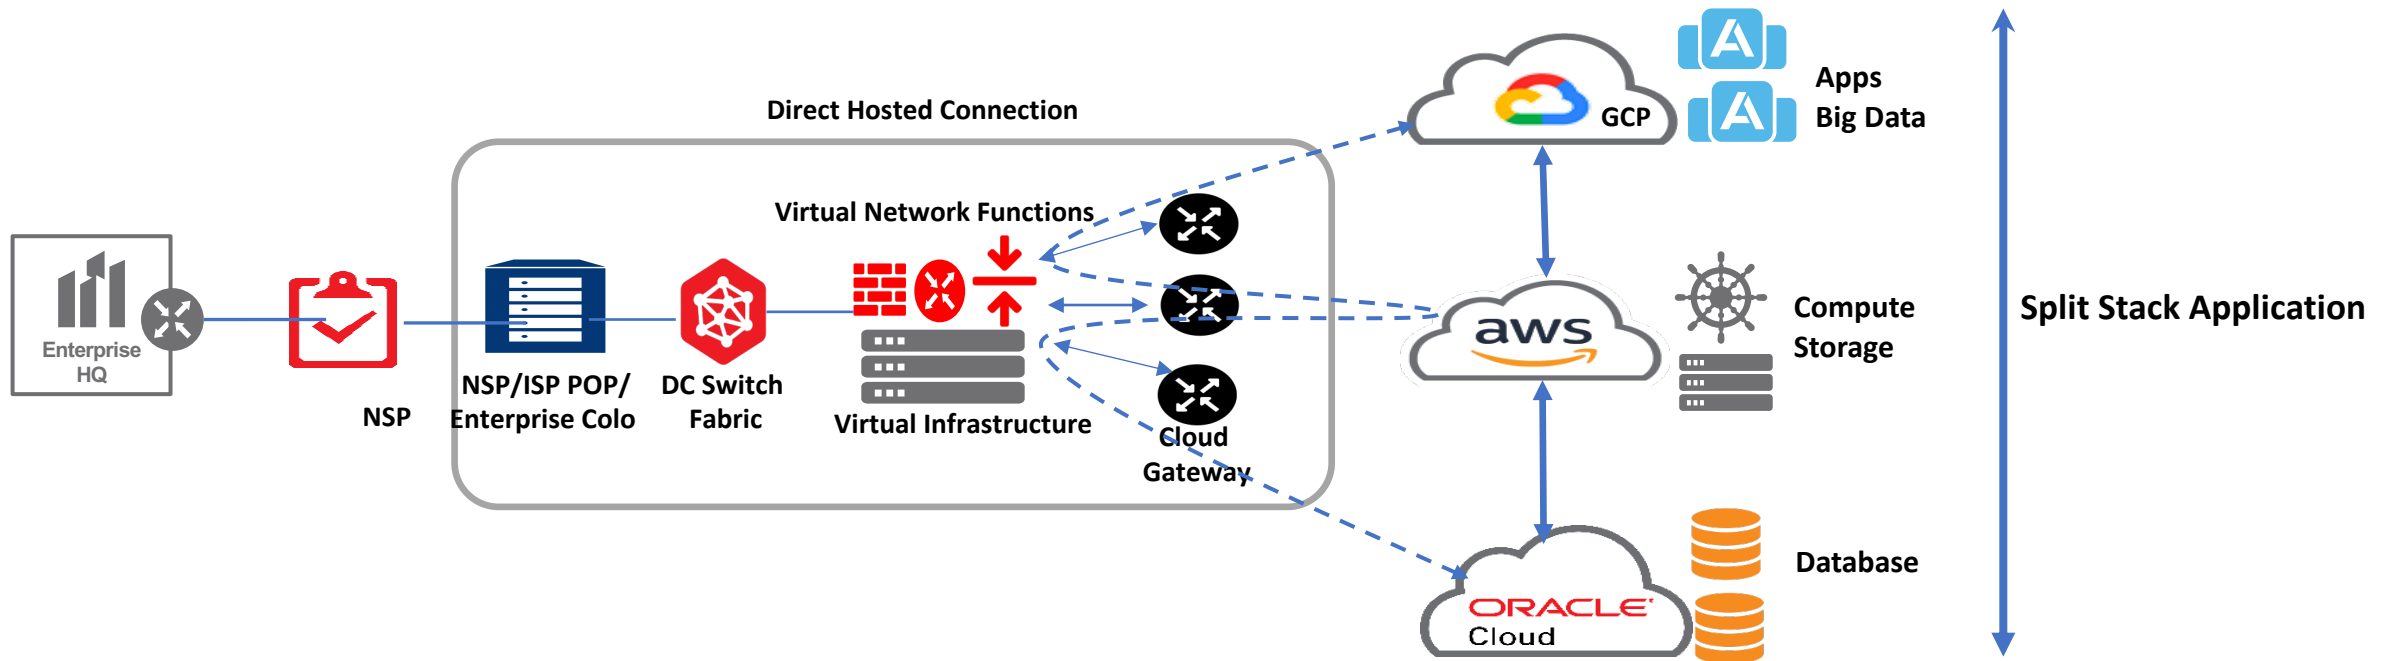 Direct Hosted Connection
Enterprise
HQ
NSP
NSP/ISP POP/
Enterprise Colo
DC Switch
Fabric
Virtual Network Functions
Virtual Infrastructure
Cloud
Gateway
GCP
Apps
Big Data
aws
Compute
Storage
ORACLE
Cloud
Database
Split Stack Application